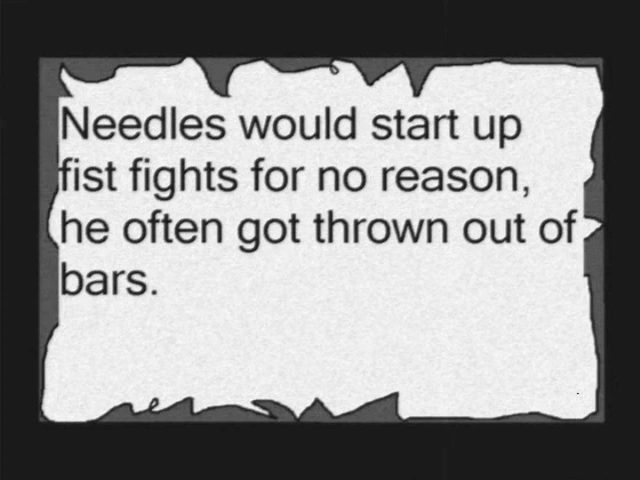 Needles would start up
fist fights for no reason,
he often got thrown out of
bars.